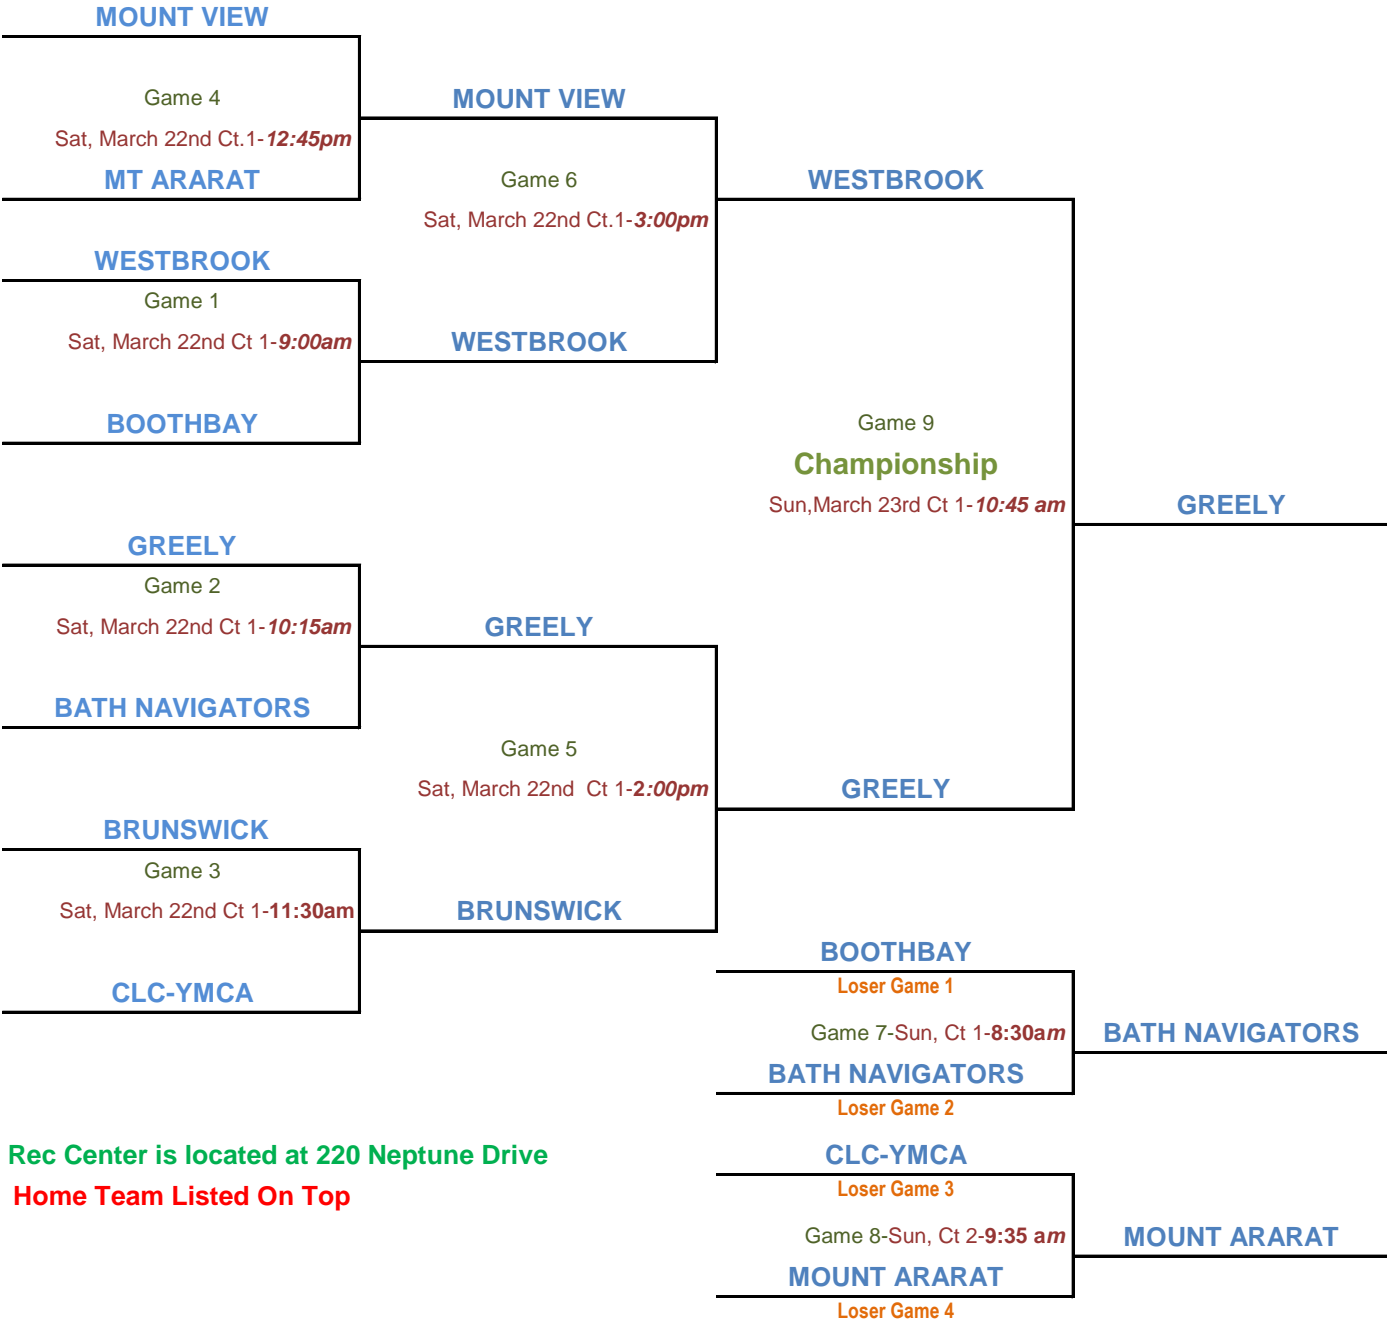 MOUNT VIEW
Game 4
Sat, March 22nd Ct.1-12:45pm
MT ARARAT
MOUNT VIEW
Game 6
Sat, March 22nd Ct.1-3:00pm
WESTBROOK
WESTBROOK
Game 1
Sat, March 22nd Ct 1-9:00am
WESTBROOK
BOOTHBAY
Game 9
Championship
Sun,March 23rd Ct 1-10:45 am
GREELY
GREELY
Game 2
Sat, March 22nd Ct 1-10:15am
GREELY
BATH NAVIGATORS
Game 5
Sat, March 22nd  Ct 1-2:00pm
GREELY
BRUNSWICK
Game 3
Sat, March 22nd Ct 1-11:30am
BRUNSWICK
CLC-YMCA
BOOTHBAY
Loser Game 1
Game 7-Sun, Ct 1-8:30am
BATH NAVIGATORS
BATH NAVIGATORS
Loser Game 2
Rec Center is located at 220 Neptune Drive
Home Team Listed On Top
CLC-YMCA
Loser Game 3
Game 8-Sun, Ct 2-9:35 am
MOUNT ARARAT
MOUNT ARARAT
Loser Game 4